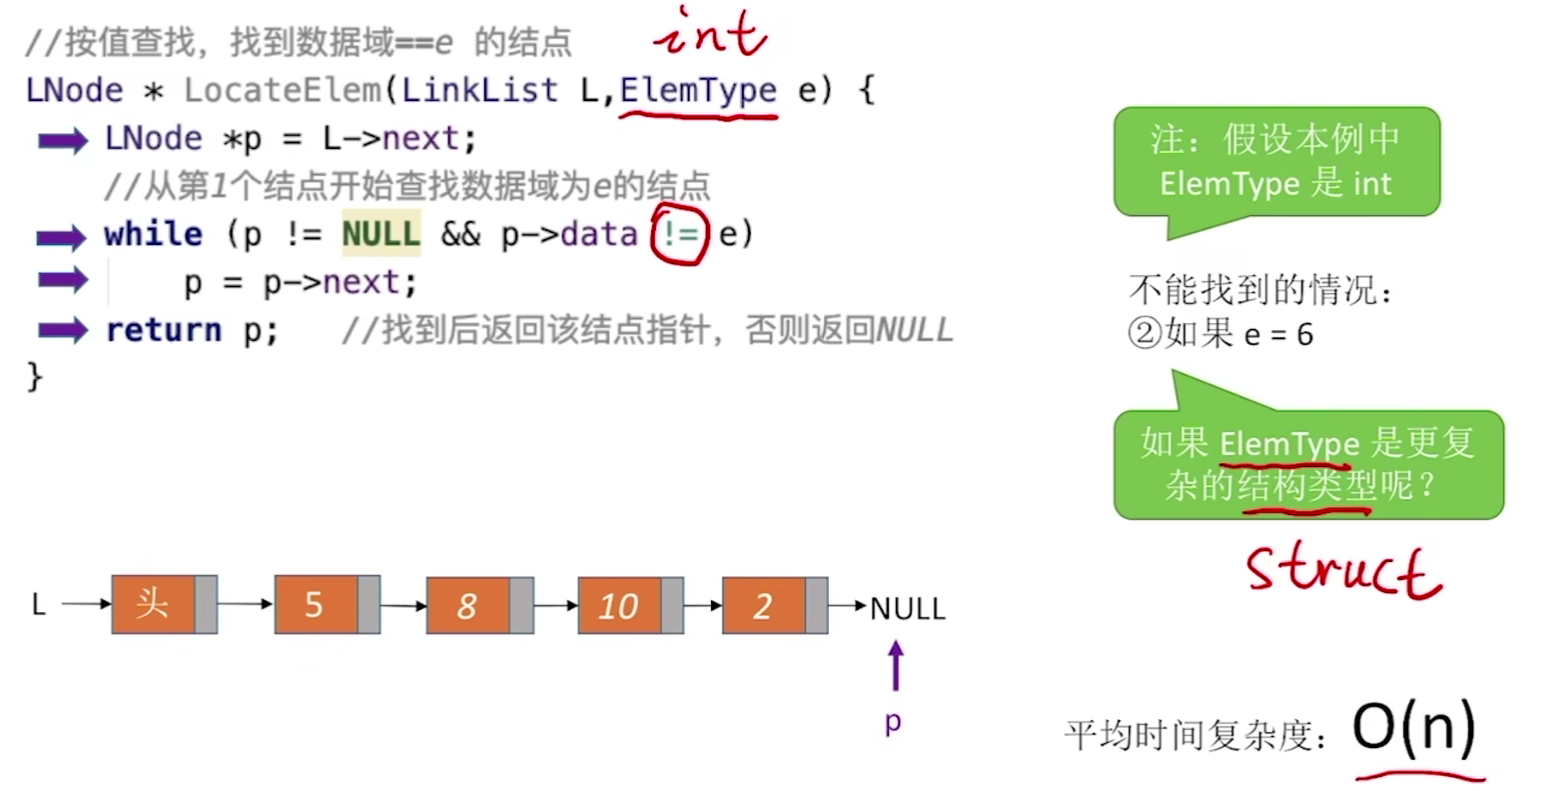 //按值查找，找到数据域==e 的结点
int
LNode * LocateElem(LinkList L,ElemType e) {
LNode *p = L->next;
//从第1个结点开始查找数据域为e的结点
while (p != NULL && p->data != e)
p = p->next;
return p;   //找到后返回该结点指针，否则返回NULL
}
注：假设本例中
ElemType 是 int
不能找到的情况：
②如果 e = 6
如果 ElemType 是更复
杂的结构类型呢？
struct
L 头 5 8 10 2 NULL
p
平均时间复杂度：O(n)